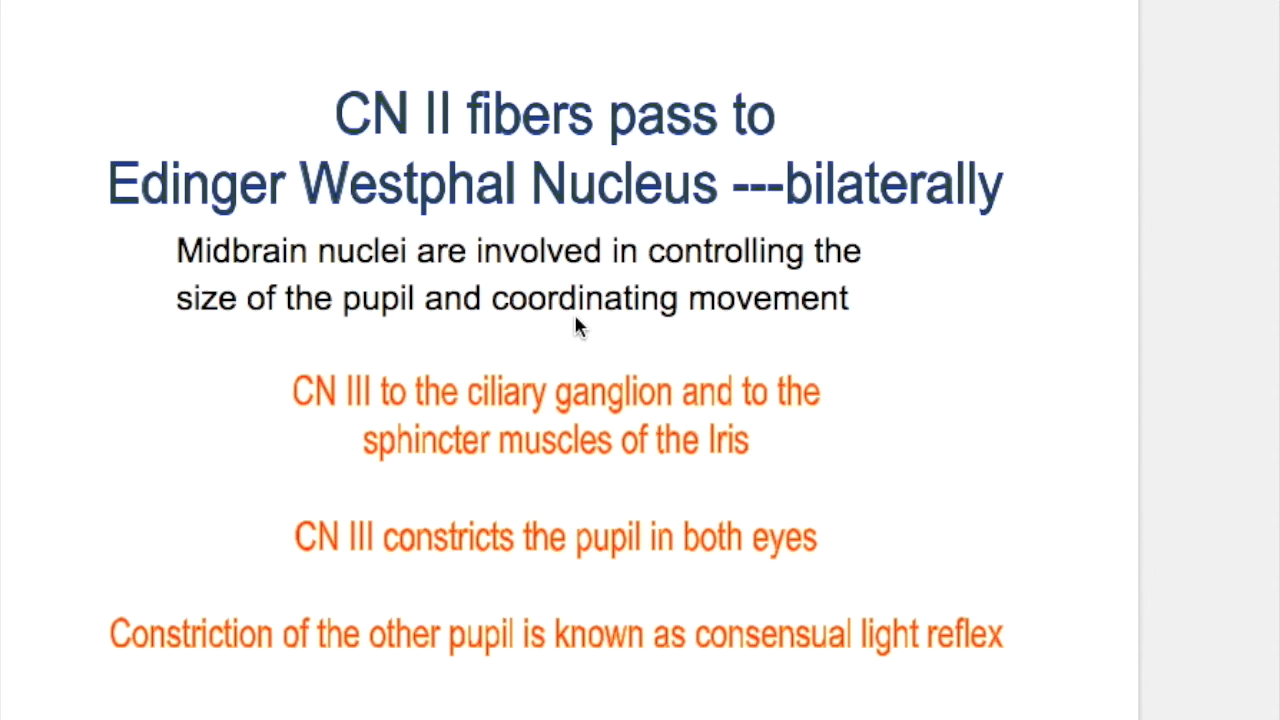 CN II fibers pass to
Edinger Westphal Nucleus ---bilaterally
Midbrain nuclei are involved in controlling the
size of the pupil and coordinating movement
CN III to the ciliary ganglion and to the
sphincter muscles of the Iris
CN III constricts the pupil in both eyes
Constriction of the other pupil is known as consensual light reflex